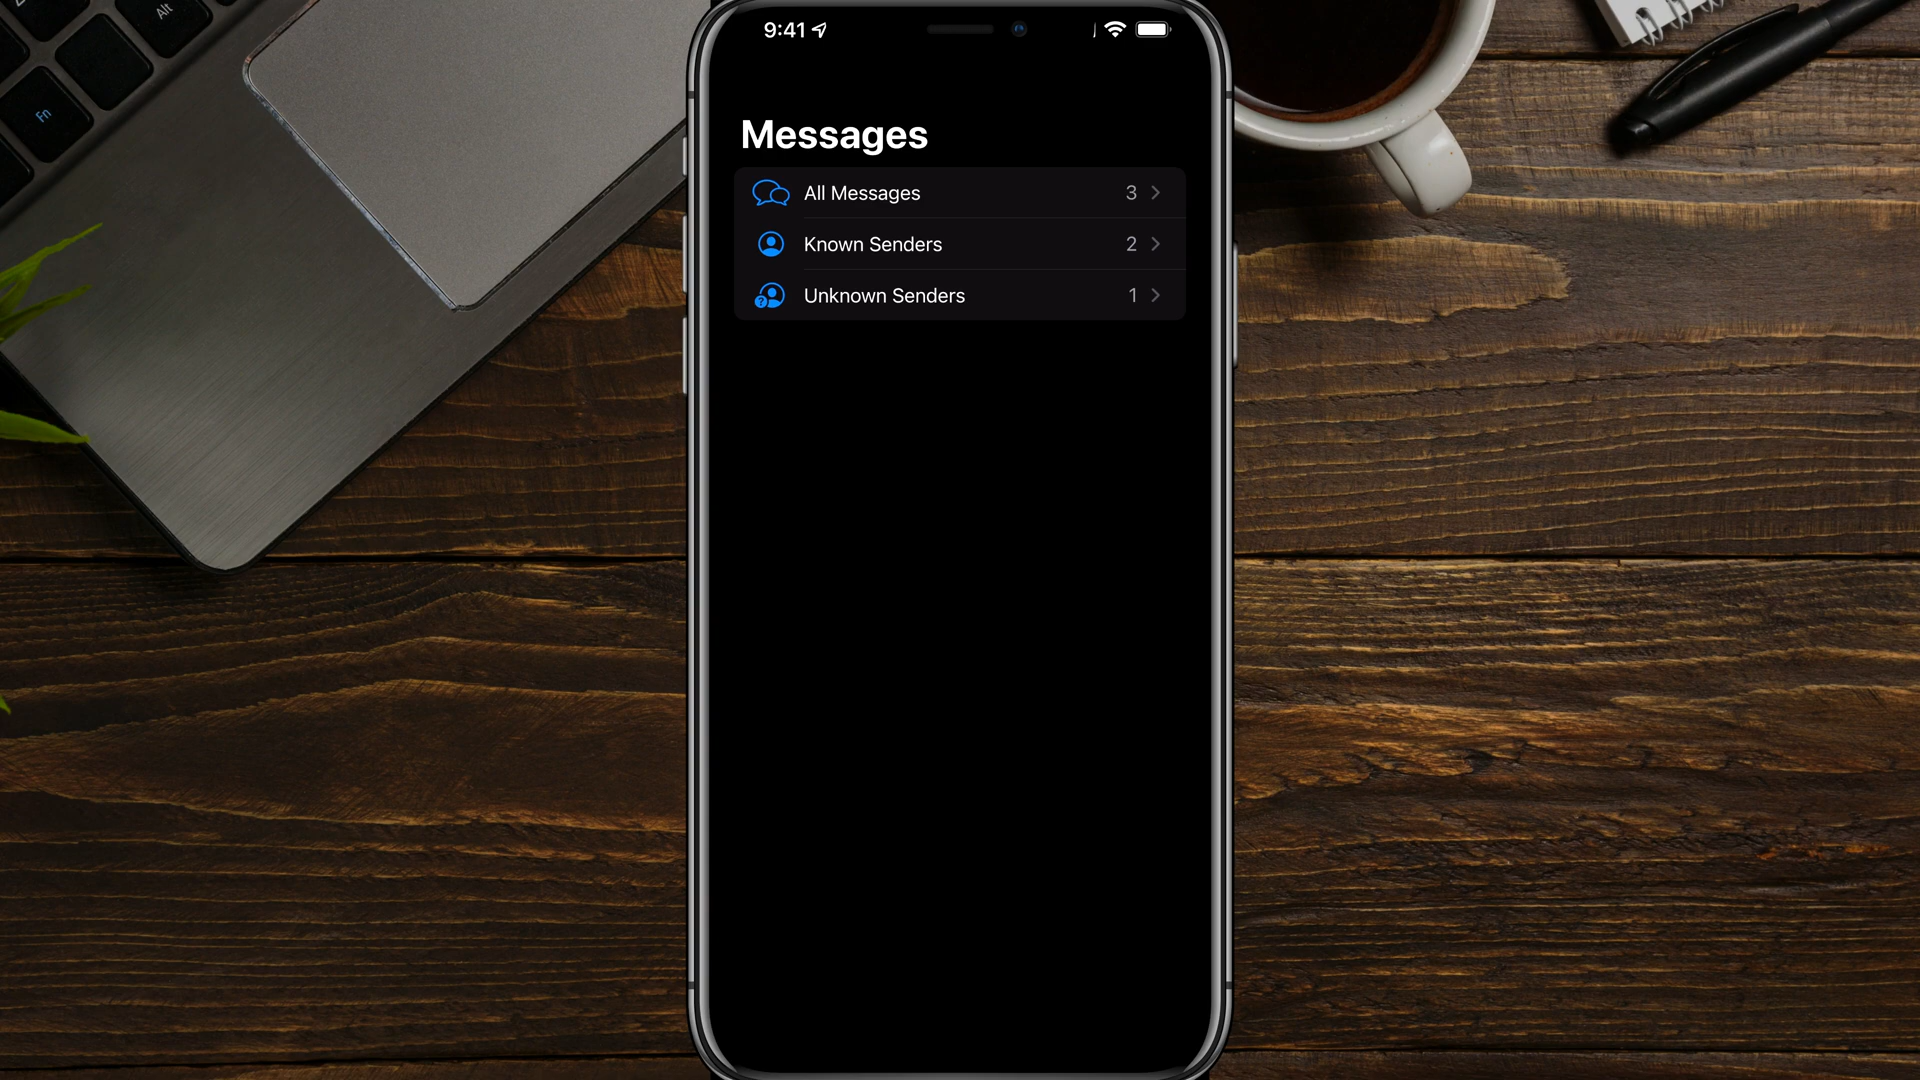 Alt
Fn
9:41
Messages
All Messages 3
Known Senders 2
Unknown Senders 1